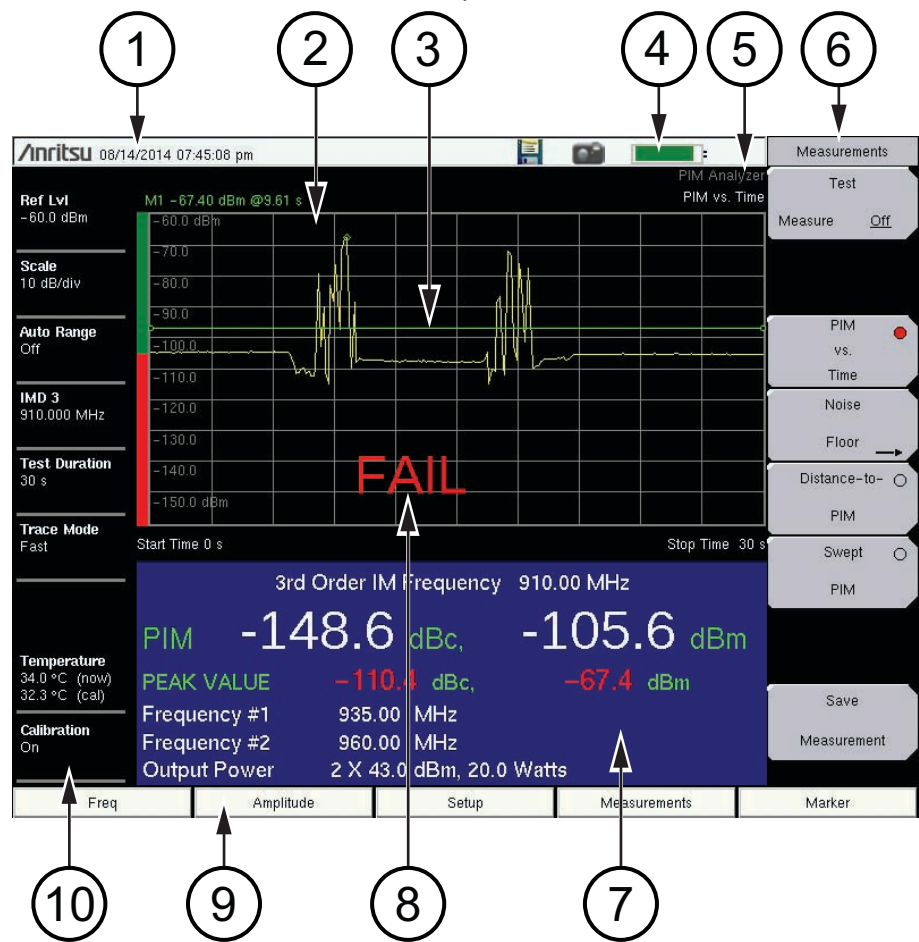 1
2
3
4
5
6
Anritsu 08/14/2014 07:45:08 pm
Measurements
PIM Analyzer
PIM vs. Time
M1 -67.40 dBm @9.61 s
Ref Lvl
-60.0 dBm
Scale
10 dB/div
Auto Range
Off
IMD 3
910.000 MHz
Test Duration
30 s
Trace Mode
Fast
Temperature
34.0 °C (now)
32.3 °C (cal)
Calibration
On
-60.0 dBm
-70.0
-80.0
-90.0
-100.0
-110.0
-120.0
-130.0
-140.0
-150.0 dBm
FAIL
Start Time 0 s
Stop Time 30 s
3rd Order IM Frequency 910.00 MHz
PIM -148.6 dBc, -105.6 dBm
PEAK VALUE -110.4 dBc, -67.4 dBm
Frequency #1 935.00 MHz
Frequency #2 960.00 MHz
Output Power 2 X 43.0 dBm, 20.0 Watts
Test
Measure Off
PIM
vs.
Time
Noise
Floor
Distance-to-
PIM
Swept
PIM
Save
Measurement
Freq
Amplitude
Setup
Measurements
Marker
10
9
8
7